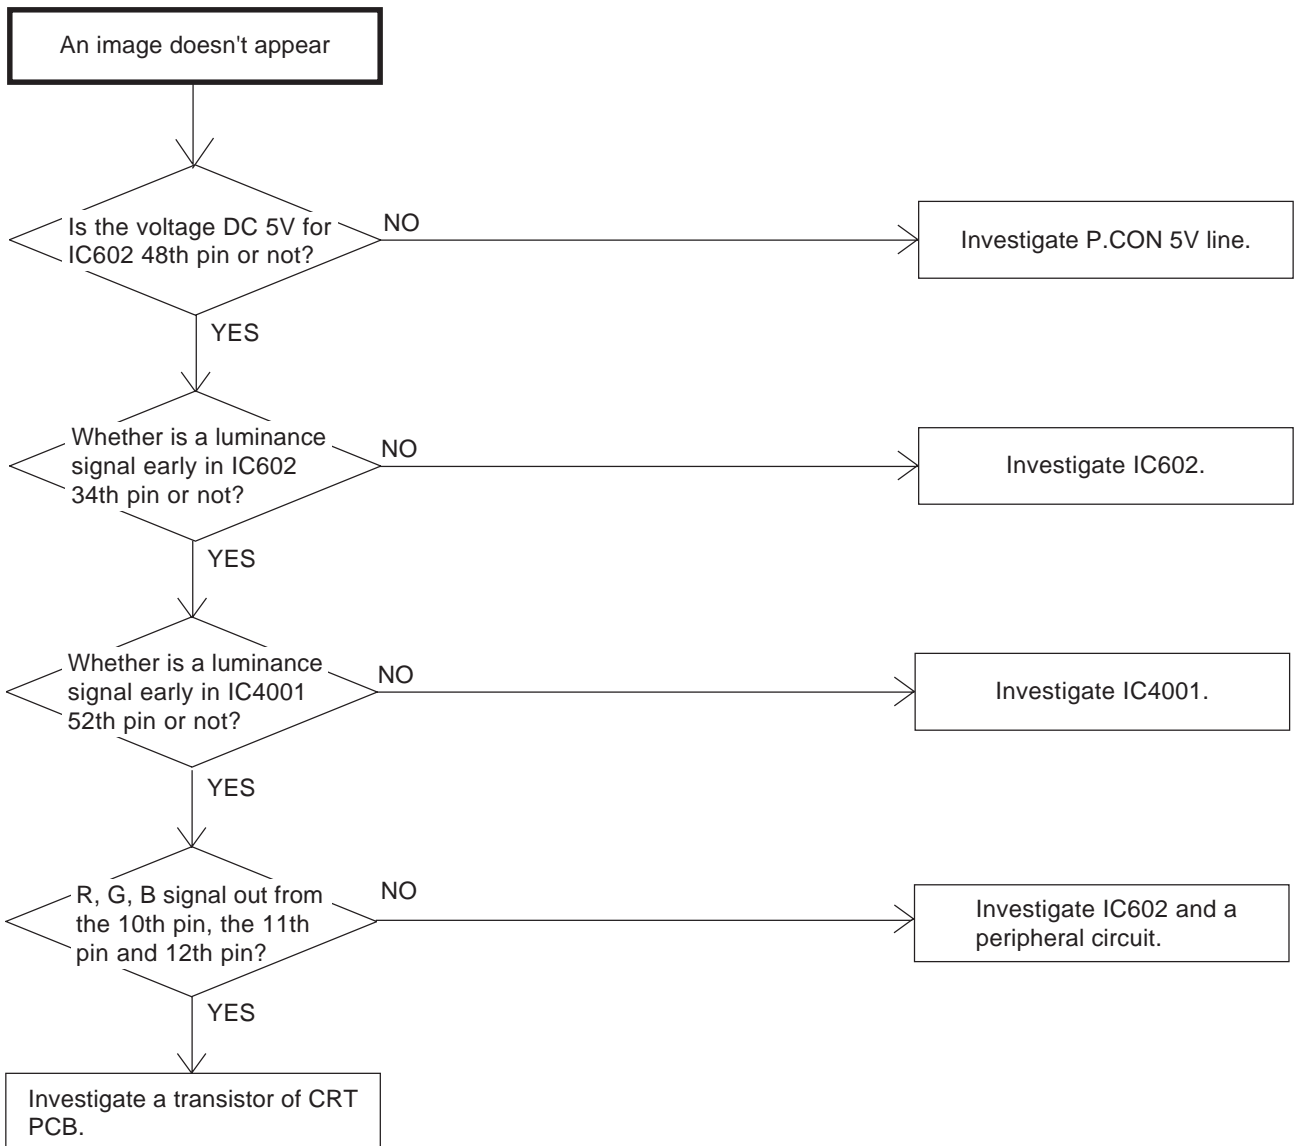 An image doesn't appear
Is the voltage DC 5V for
IC602 48th pin or not?
NO
Investigate P.CON 5V line.
YES
Whether is a luminance
signal early in IC602
34th pin or not?
NO
Investigate IC602.
YES
Whether is a luminance
signal early in IC4001
52th pin or not?
NO
Investigate IC4001.
YES
R, G, B signal out from
the 10th pin, the 11th
pin and 12th pin?
NO
Investigate IC602 and a
peripheral circuit.
YES
Investigate a transistor of CRT
PCB.